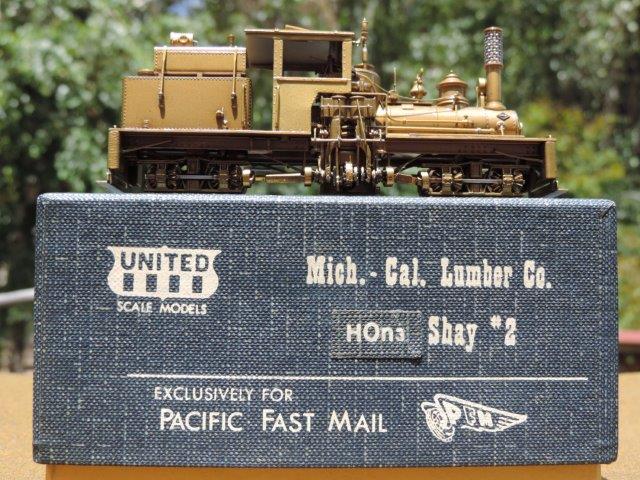 UNITED
SCALE MODELS
Mich.-Cal. Lumber Co.
HOn3 Shay #2
EXCLUSIVELY FOR
PACIFIC FAST MAIL
PFM